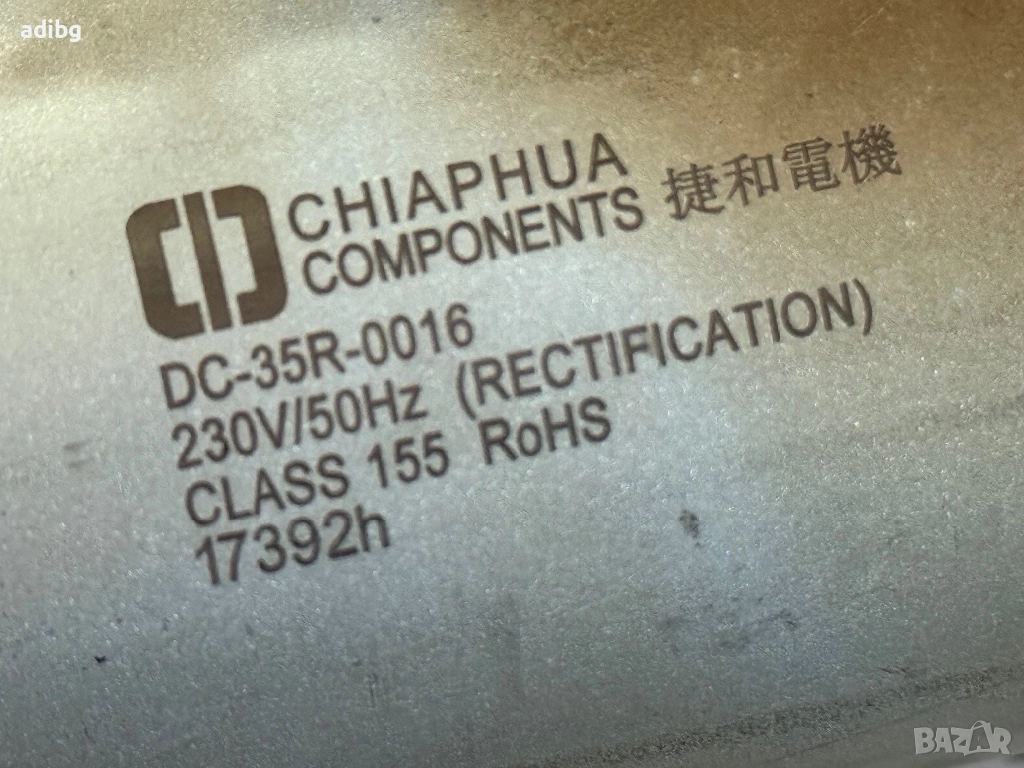 adibg
CHIAPHUA
COMPONENTS 捷和電機
DC-35R-0016
230V/50Hz (RECTIFICATION)
CLASS 155 RoHS
17392h
BAZAR